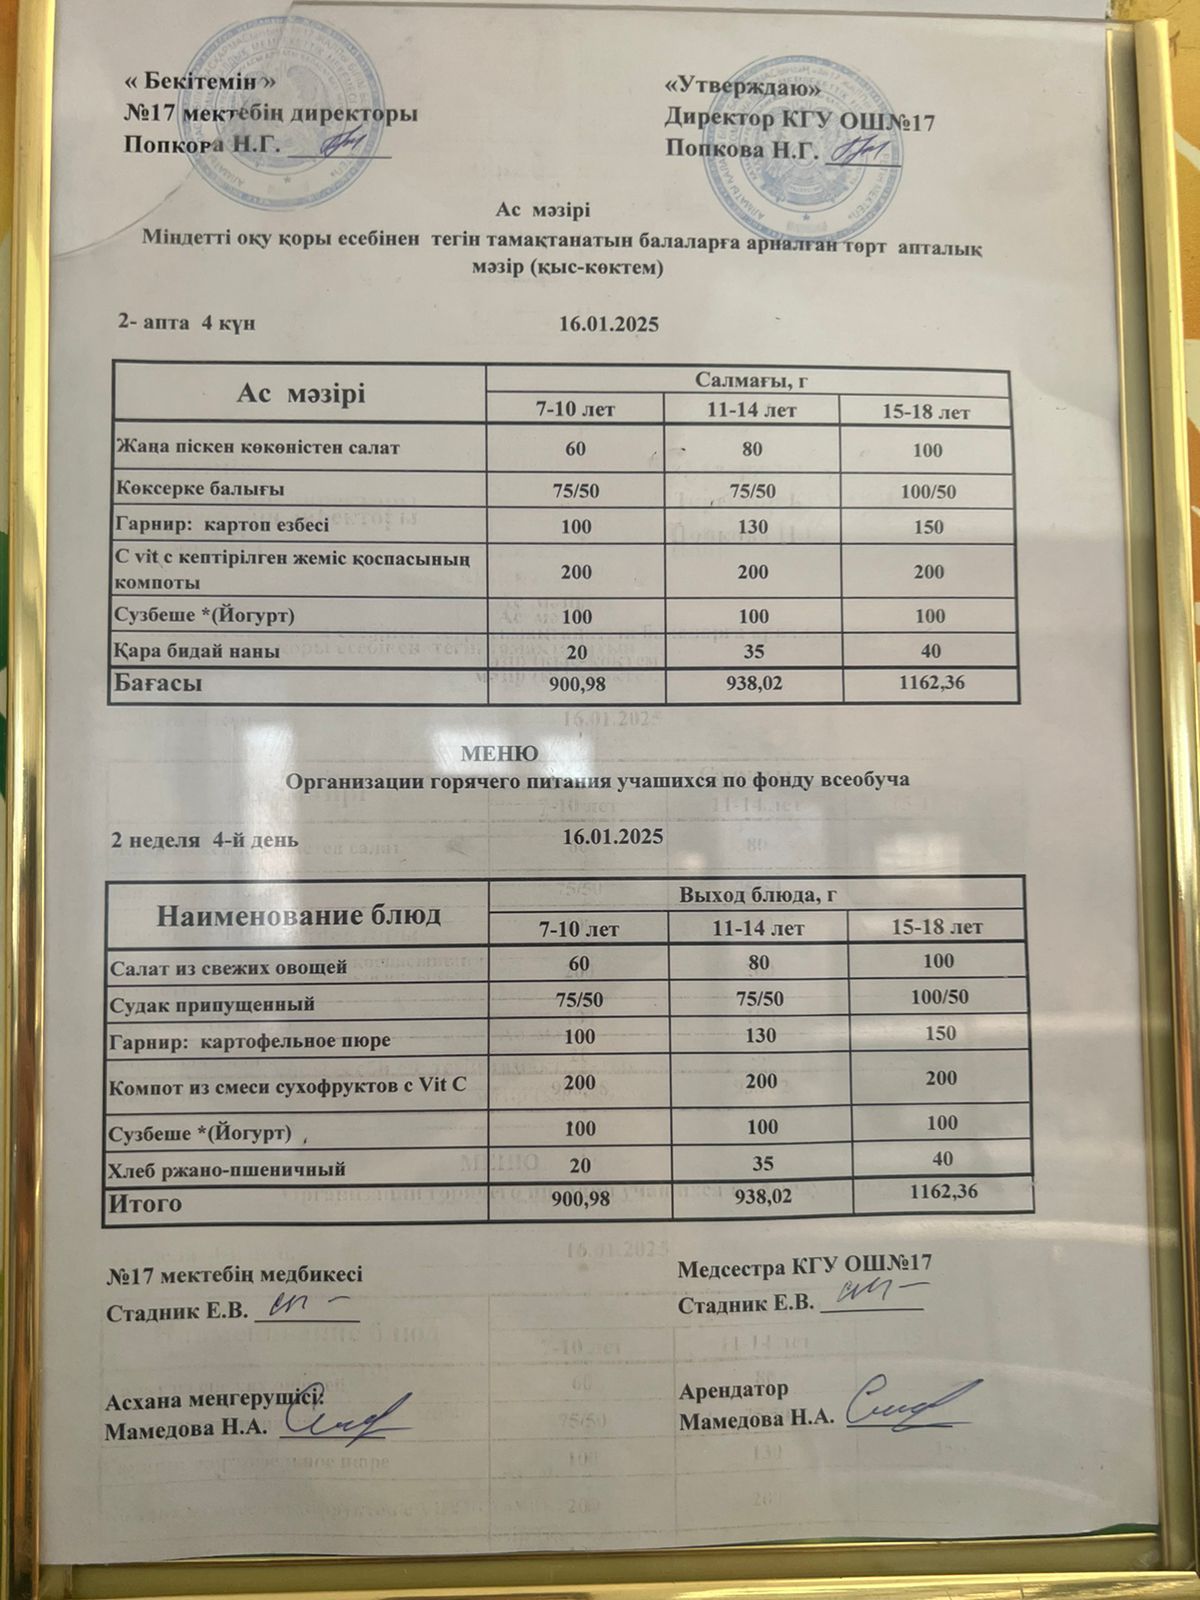 « Бекітемін »
№17 мектебің директоры
Попкора Н.Г.
«Утверждаю»
Директор КГУ ОШ№17
Попкова Н.Г.
Ас мәзірі
Міндетті оқу қоры есебінен тегін тамақтанатын балаларға арналған төрт апталық
мәзір (қыс-көктем)
2- апта 4 күн 16.01.2025
Ас мәзірі Салмағы, г
7-10 лет 11-14 лет 15-18 лет
Жаңа піскен көкөністен салат 60 80 100
Көксерке балығы 75/50 75/50 100/50
Гарнир: картоп езбесі 100 130 150
С vit с кептірілген жеміс қоспасының
компоты 200 200 200
Сузбеше *(Йогурт) 100 100 100
Қара бидай наны 20 35 40
Бағасы 900,98 938,02 1162,36
МЕНЮ
Организации горячего питания учашихся по фонду всеобуча
2 неделя 4-й день 16.01.2025
Наименование блюд Выход блюда, г
7-10 лет 11-14 лет 15-18 лет
Салат из свежих овощей 60 80 100
Судак припущенный 75/50 75/50 100/50
Гарнир: картофельное пюре 100 130 150
Компот из смеси сухофруктов с Vit C 200 200 200
Сузбеше *(Йогурт) 100 100 100
Хлеб ржано-пшеничный 20 35 40
Итого 900,98 938,02 1162,36
№17 мектебің медбикесі
Стадник Е.В.
Медсестра КГУ ОШ№17
Стадник Е.В.
Асхана меңгерушісі:
Мамедова Н.А.
Арендатор
Мамедова Н.А.